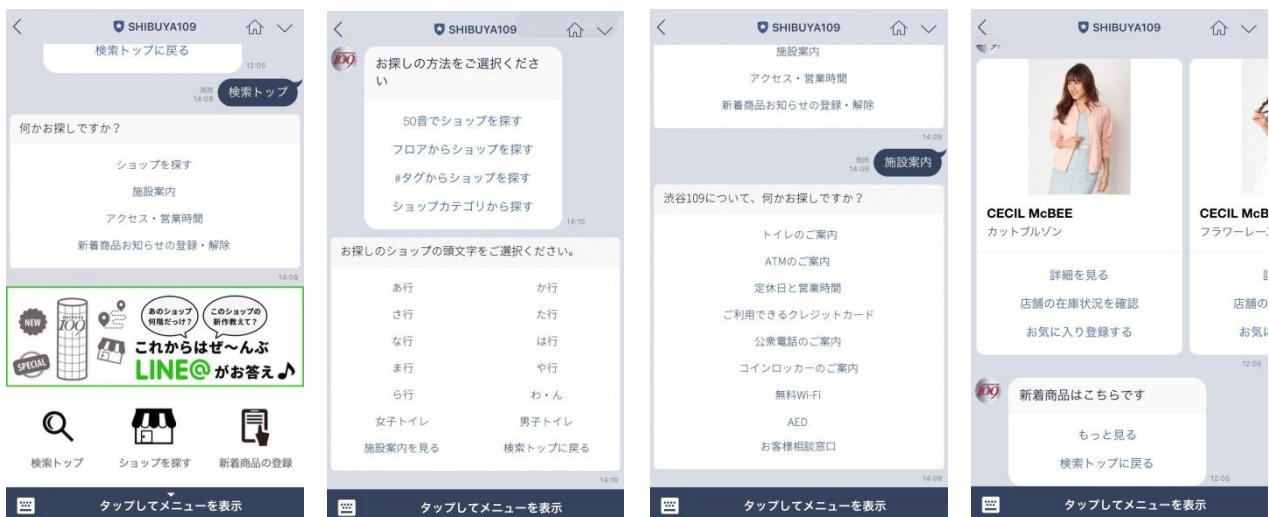 SHIBUYA109
検索トップに戻る
12:05
既読
14:08
検索トップ
何かお探しですか？
ショップを探す
施設案内
アクセス・営業時間
新着商品お知らせの登録・解除
14:08
NEW
SHIBUYA
109
SPECIAL
あのショップ
何階だっけ？
このショップの
新作教えて？
これからはぜ〜んぶ
LINE@がお答え♪
検索トップ
ショップを探す
新着商品の登録
タップしてメニューを表示
SHIBUYA109
109
お探しの方法をご選択くださ
い
50音でショップを探す
フロアからショップを探す
#タグからショップを探す
ショップカテゴリから探す
14:10
お探しのショップの頭文字をご選択ください。
あ行 か行
さ行 た行
な行 は行
ま行 や行
ら行 わ・ん
女子トイレ 男子トイレ
施設案内を見る 検索トップに戻る
14:10
タップしてメニューを表示
SHIBUYA109
施設案内
アクセス・営業時間
新着商品お知らせの登録・解除
14:09
既読
14:09
施設案内
渋谷109について、何かお探しですか？
トイレのご案内
ATMのご案内
定休日と営業時間
ご利用できるクレジットカード
公衆電話のご案内
コインロッカーのご案内
無料Wi-Fi
AED
お客様相談窓口
14:09
タップしてメニューを表示
SHIBUYA109
CECIL McBEE
カットブルゾン
詳細を見る
店舗の在庫状況を確認
お気に入り登録する
CECIL McB
フラワーレー
店舗の
お気に
12:05
109
新着商品はこちらです
もっと見る
検索トップに戻る
12:05
タップしてメニューを表示